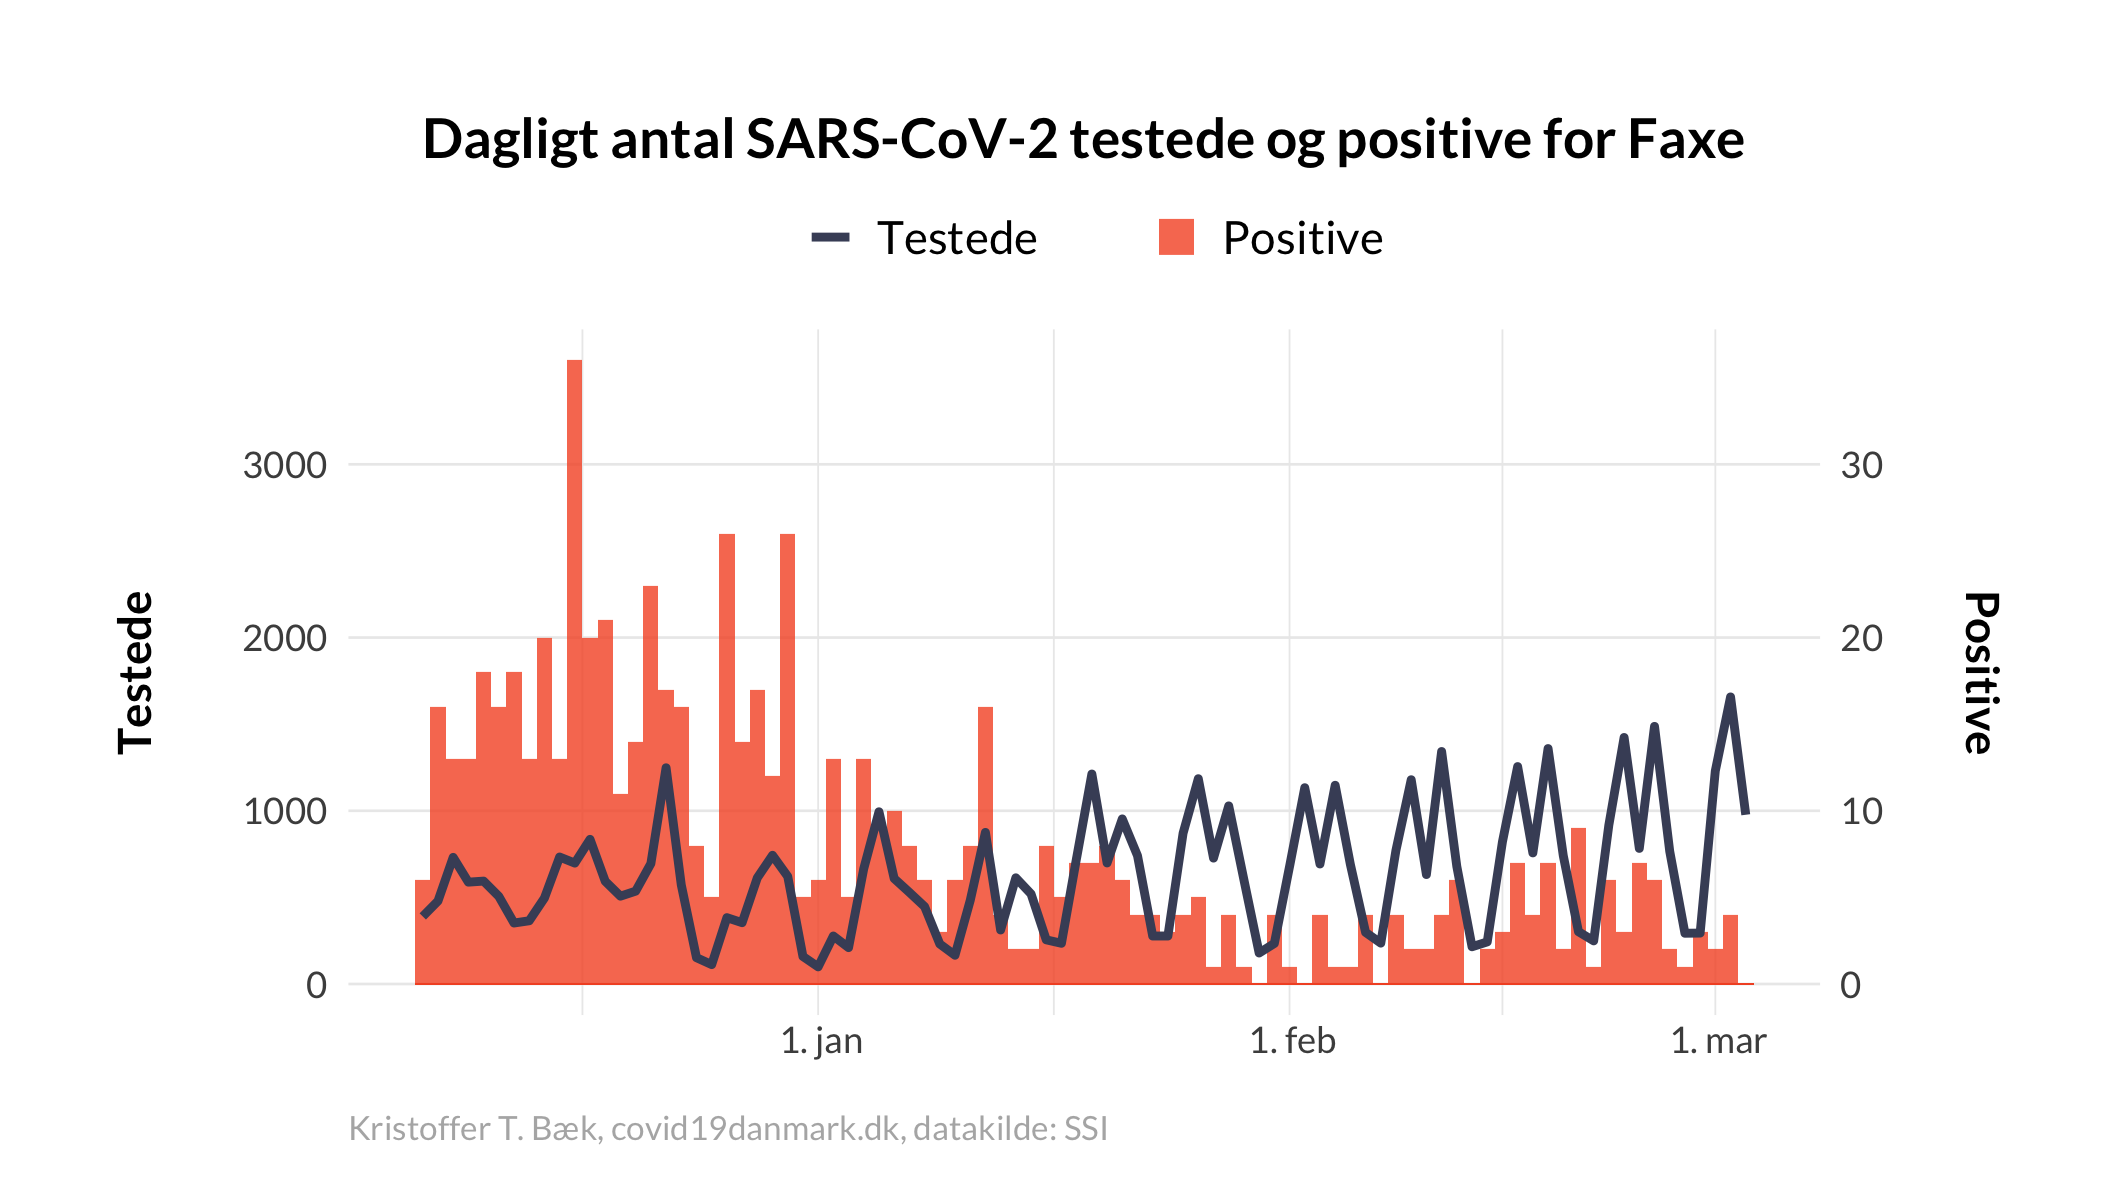 Dagligt antal SARS-CoV-2 testede og positive for Faxe
Testede Positive
3000 30
2000 20
Testede
Positive
1000 10
0 0
1. jan 1. feb 1. mar
Kristoffer T. Bæk, covid19danmark.dk, datakilde: SSI